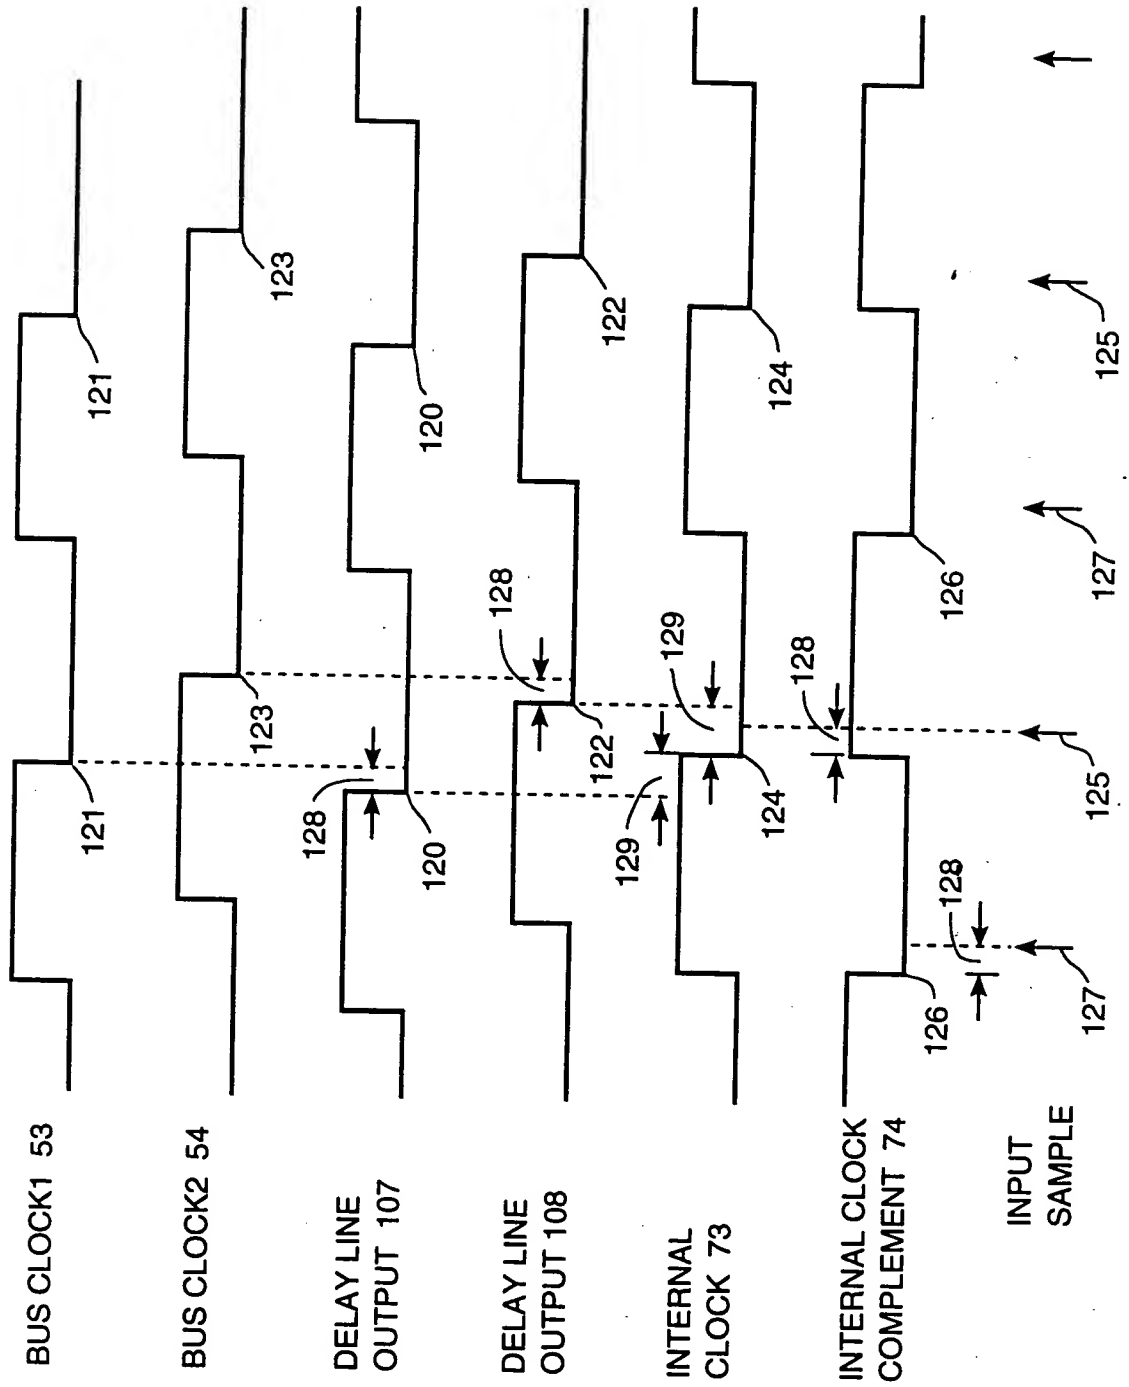 BUS CLOCK1 53
121
121
BUS CLOCK2 54
123
123
DELAY LINE
OUTPUT 107
128
120
120
DELAY LINE
OUTPUT 108
122
128
122
INTERNAL
CLOCK 73
129
124
129
124
INTERNAL CLOCK
COMPLEMENT 74
126
128
128
126
INPUT
SAMPLE
127
125
127
125